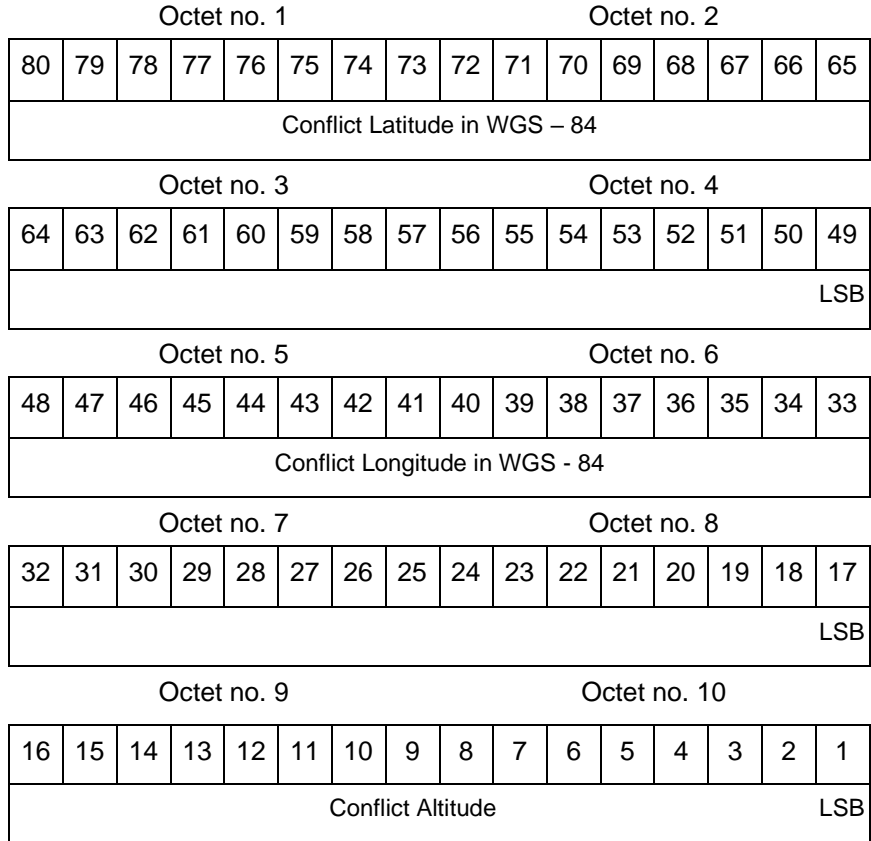 Octet no. 1 Octet no. 2
80 79 78 77 76 75 74 73 72 71 70 69 68 67 66 65
Conflict Latitude in WGS – 84
Octet no. 3 Octet no. 4
64 63 62 61 60 59 58 57 56 55 54 53 52 51 50 49
LSB
Octet no. 5 Octet no. 6
48 47 46 45 44 43 42 41 40 39 38 37 36 35 34 33
Conflict Longitude in WGS - 84
Octet no. 7 Octet no. 8
32 31 30 29 28 27 26 25 24 23 22 21 20 19 18 17
LSB
Octet no. 9 Octet no. 10
16 15 14 13 12 11 10 9 8 7 6 5 4 3 2 1
Conflict Altitude LSB